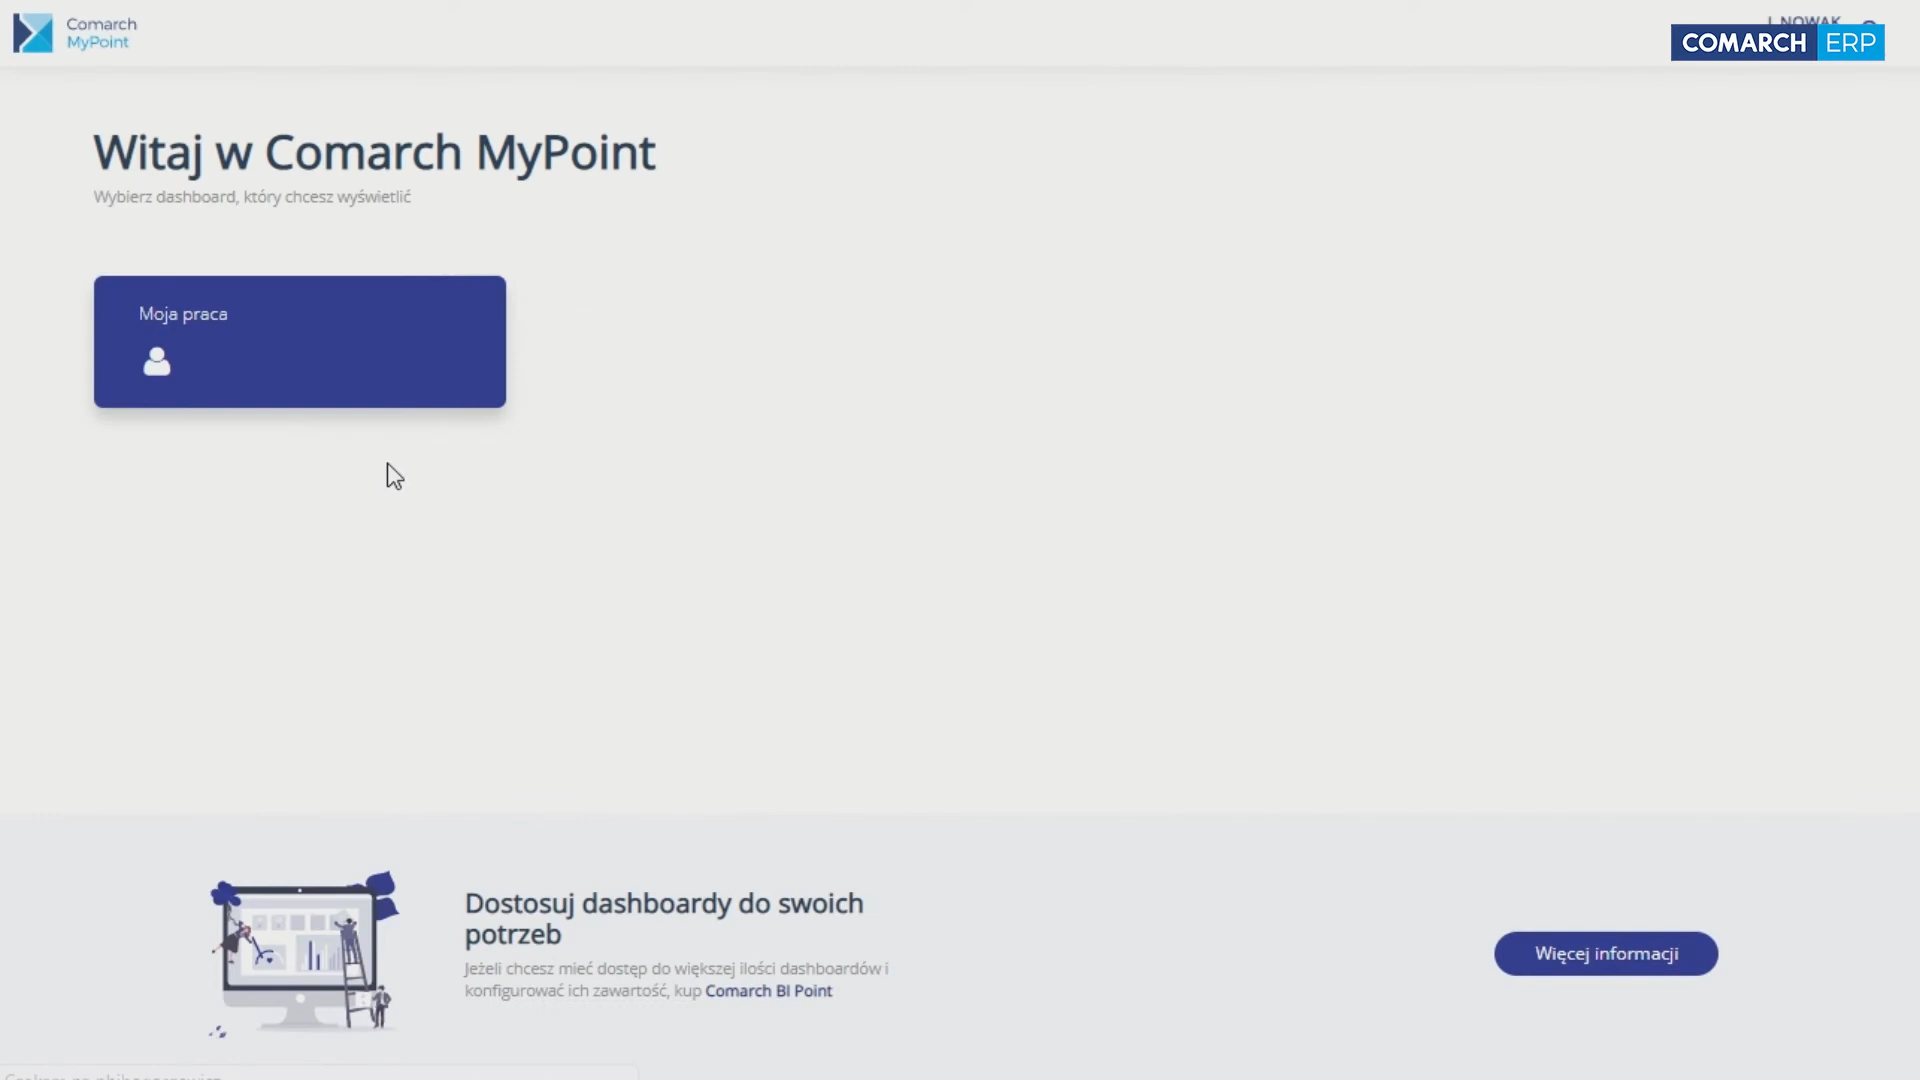 Comarch
MyPoint
NOWAK
COMARCH ERP
Witaj w Comarch MyPoint
Wybierz dashboard, który chcesz wyświetlić
Moja praca
Dostosuj dashboardy do swoich
potrzeb
Jeżeli chcesz mieć dostęp do większej ilości dashboardów i
konfigurować ich zawartość, kup Comarch BI Point
Więcej informacji